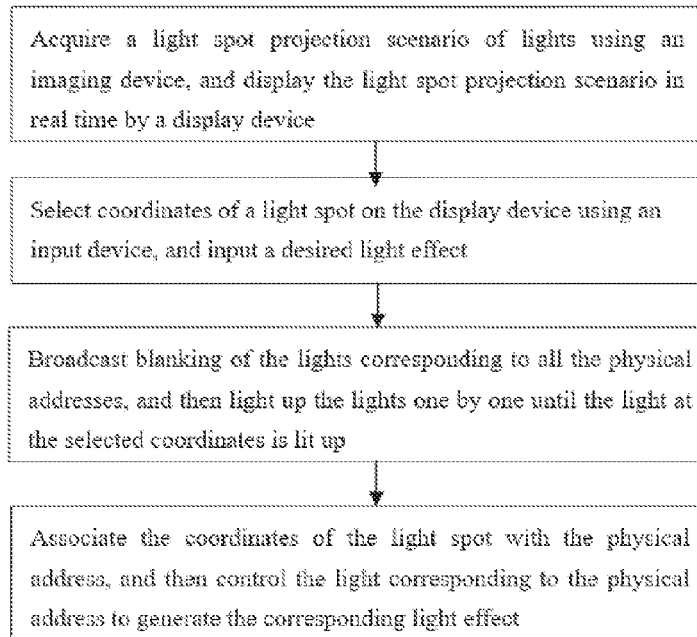 Acquire a light spot projection scenario of lights using an
imaging device, and display the light spot projection scenario in
real time by a display device
Select coordinates of a light spot on the display device using an
input device, and input a desired light effect
Broadcast blanking of the lights corresponding to all the physical
addresses, and then light up the lights one by one until the light at
the selected coordinates is lit up
Associate the coordinates of the light spot with the physical
address, and then control the light corresponding to the physical
address to generate the corresponding light effect